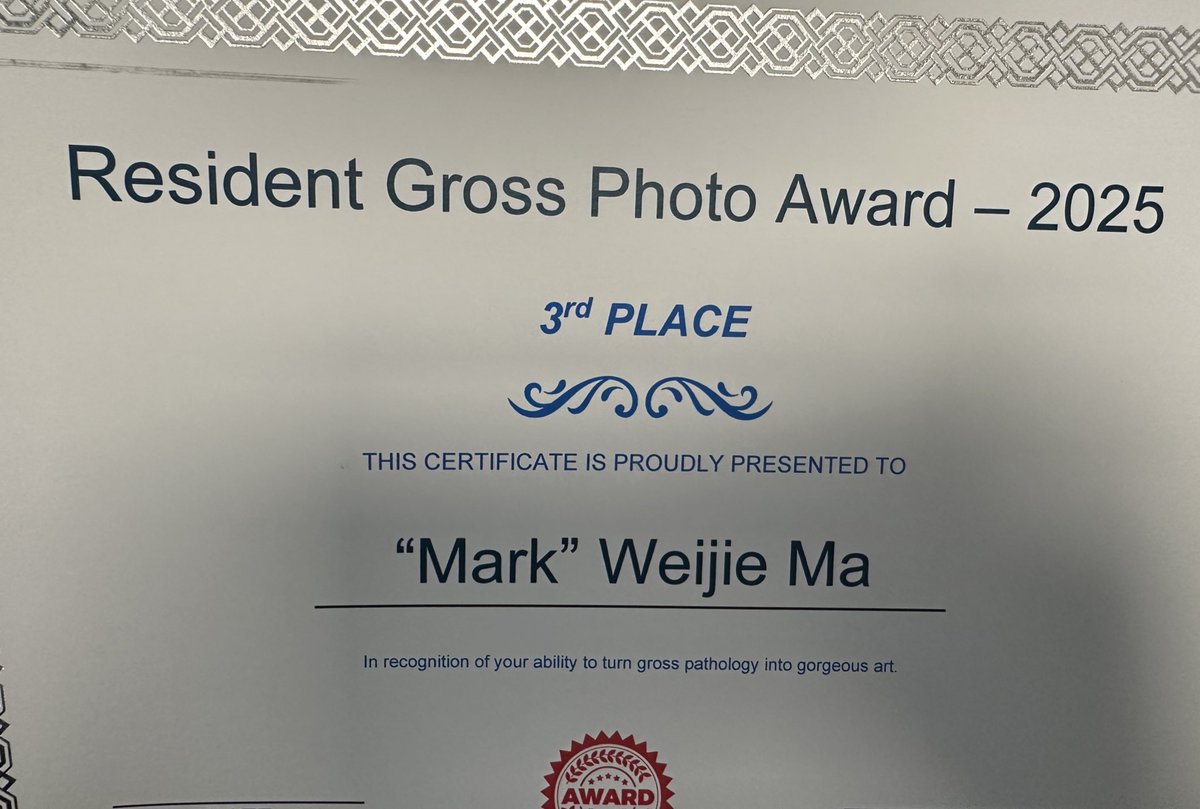 Resident Gross Photo Award – 2025
3rd PLACE
THIS CERTIFICATE IS PROUDLY PRESENTED TO
“Mark” Weijie Ma
In recognition of your ability to turn gross pathology into gorgeous art.
AWARD